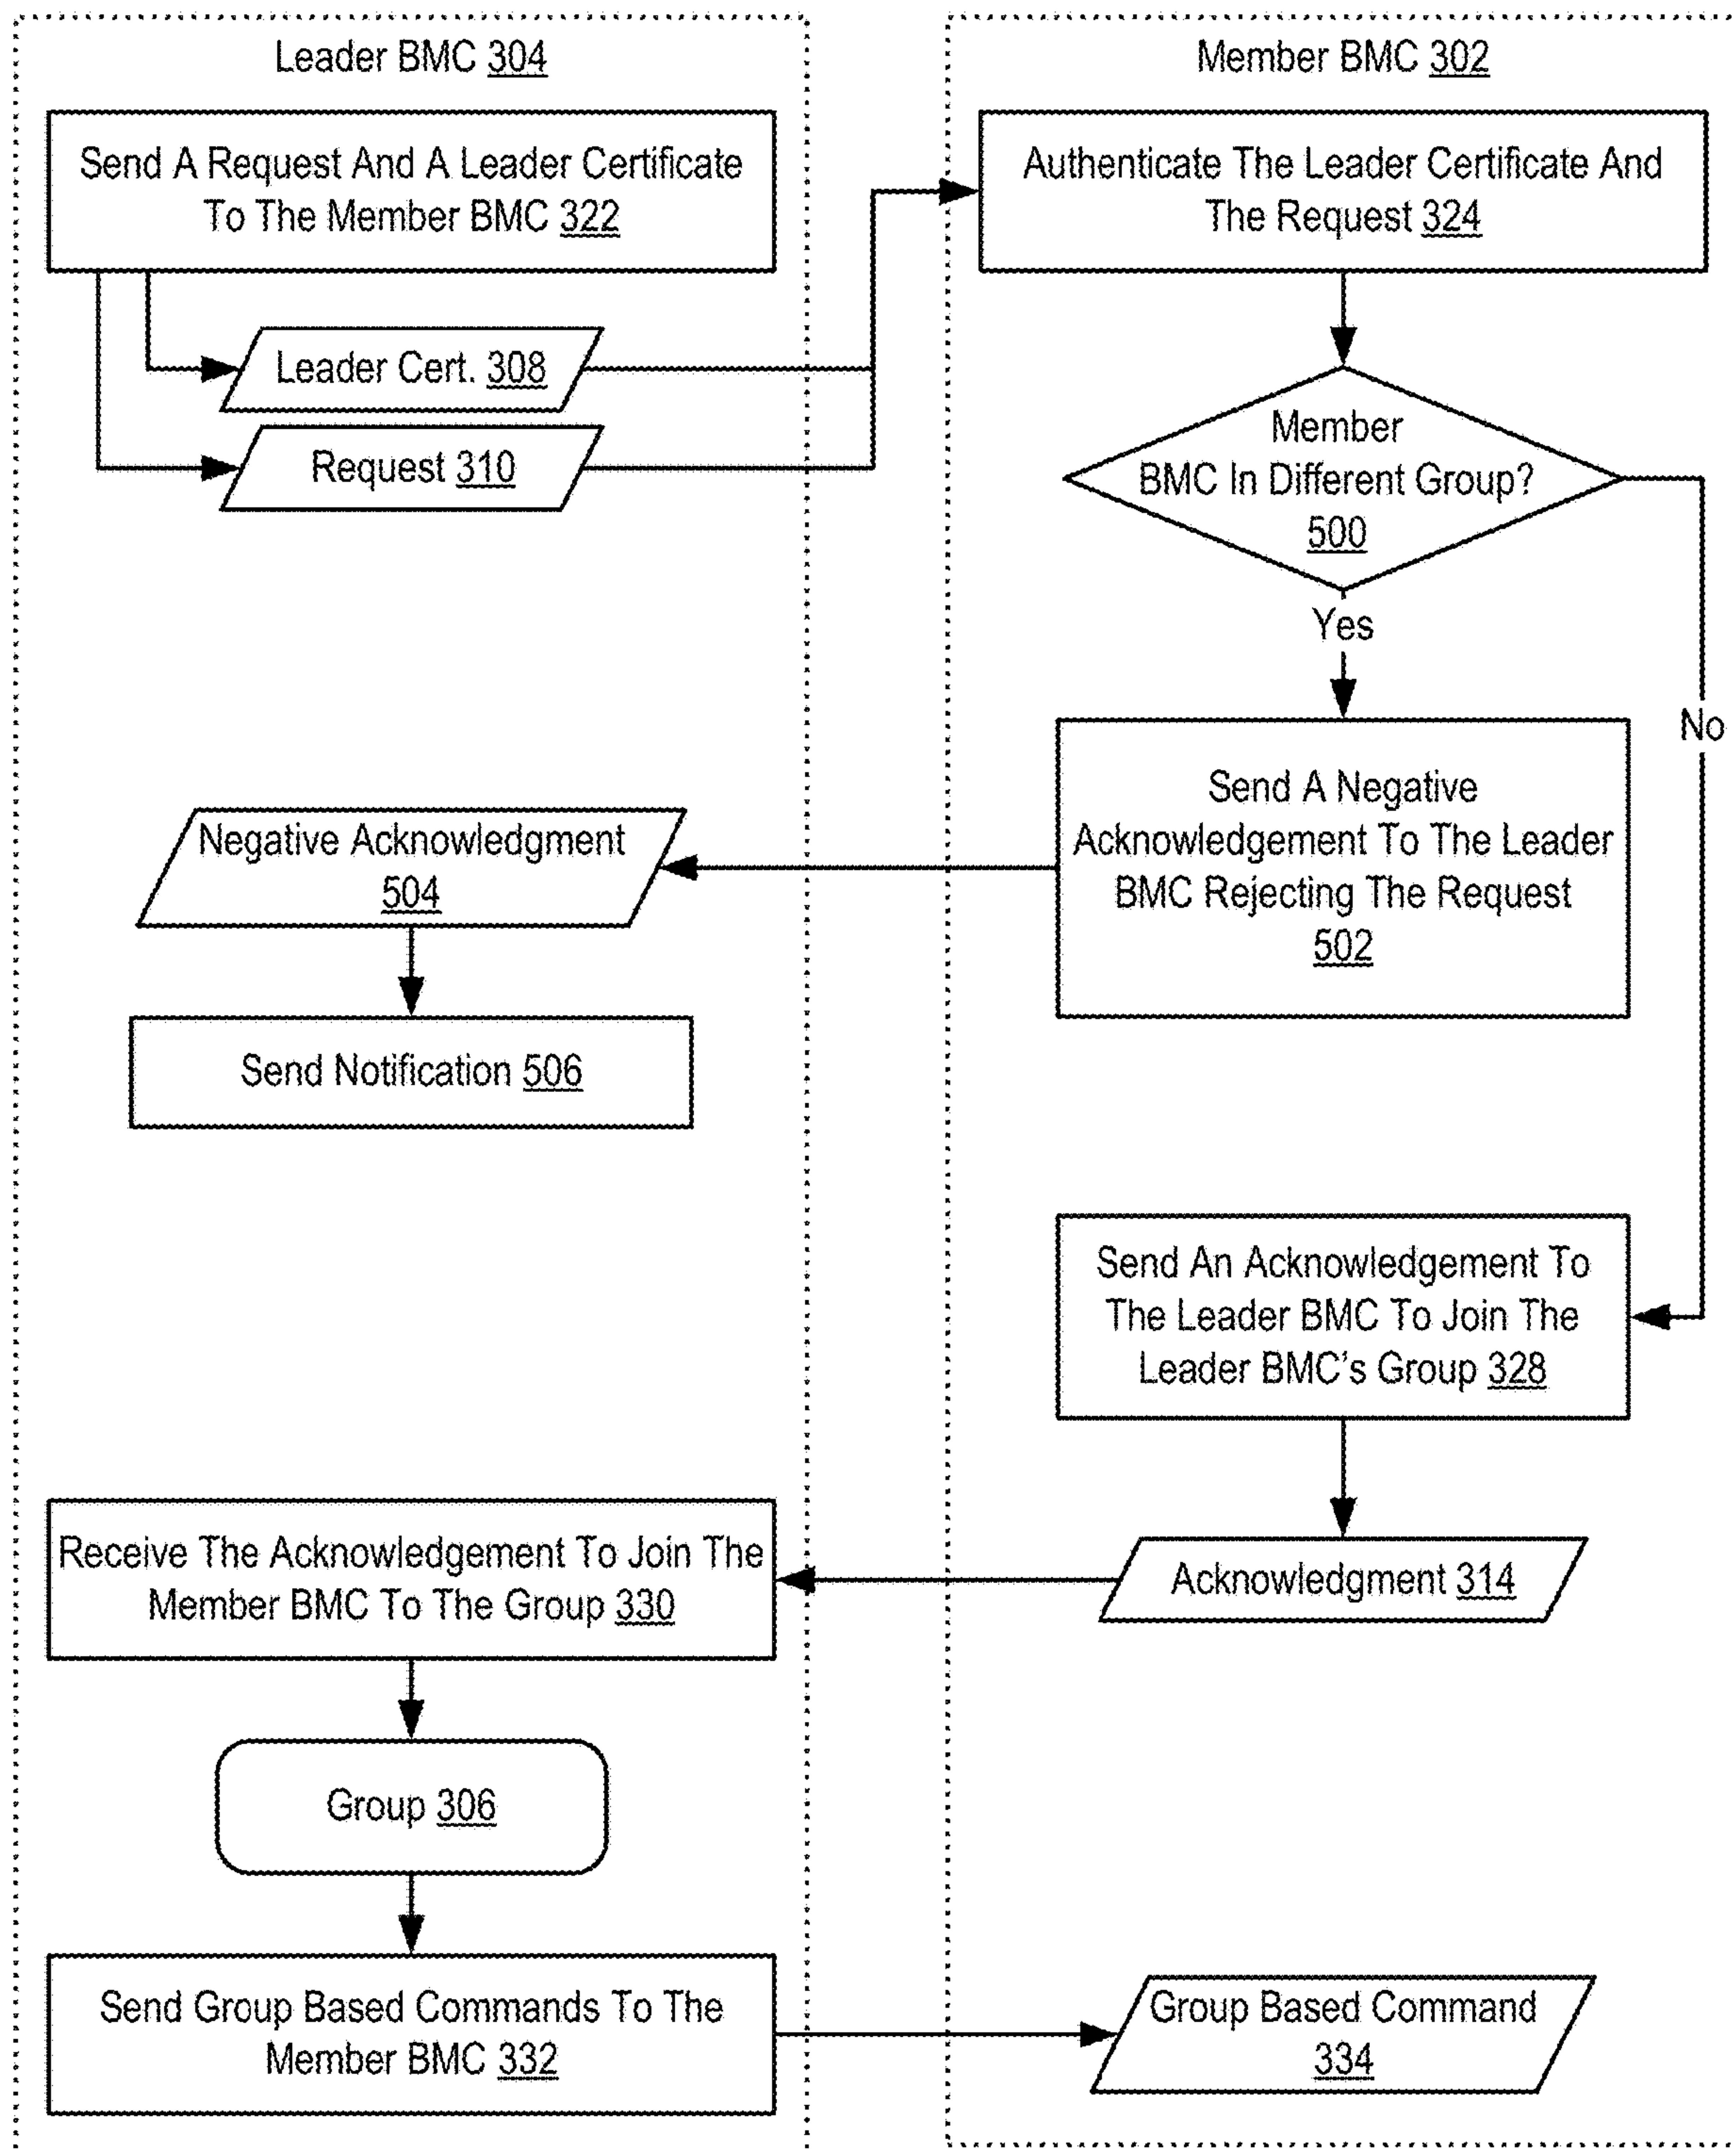 Leader BMC 304
Member BMC 302
Send A Request And A Leader Certificate
To The Member BMC 322
Authenticate The Leader Certificate And
The Request 324
Leader Cert. 308
Request 310
Member
BMC In Different Group?
500
Yes
No
Send A Negative
Acknowledgement To The Leader
BMC Rejecting The Request
502
Negative Acknowledgment
504
Send Notification 506
Send An Acknowledgement To
The Leader BMC To Join The
Leader BMC's Group 328
Receive The Acknowledgement To Join The
Member BMC To The Group 330
Acknowledgment 314
Group 306
Send Group Based Commands To The
Member BMC 332
Group Based Command
334